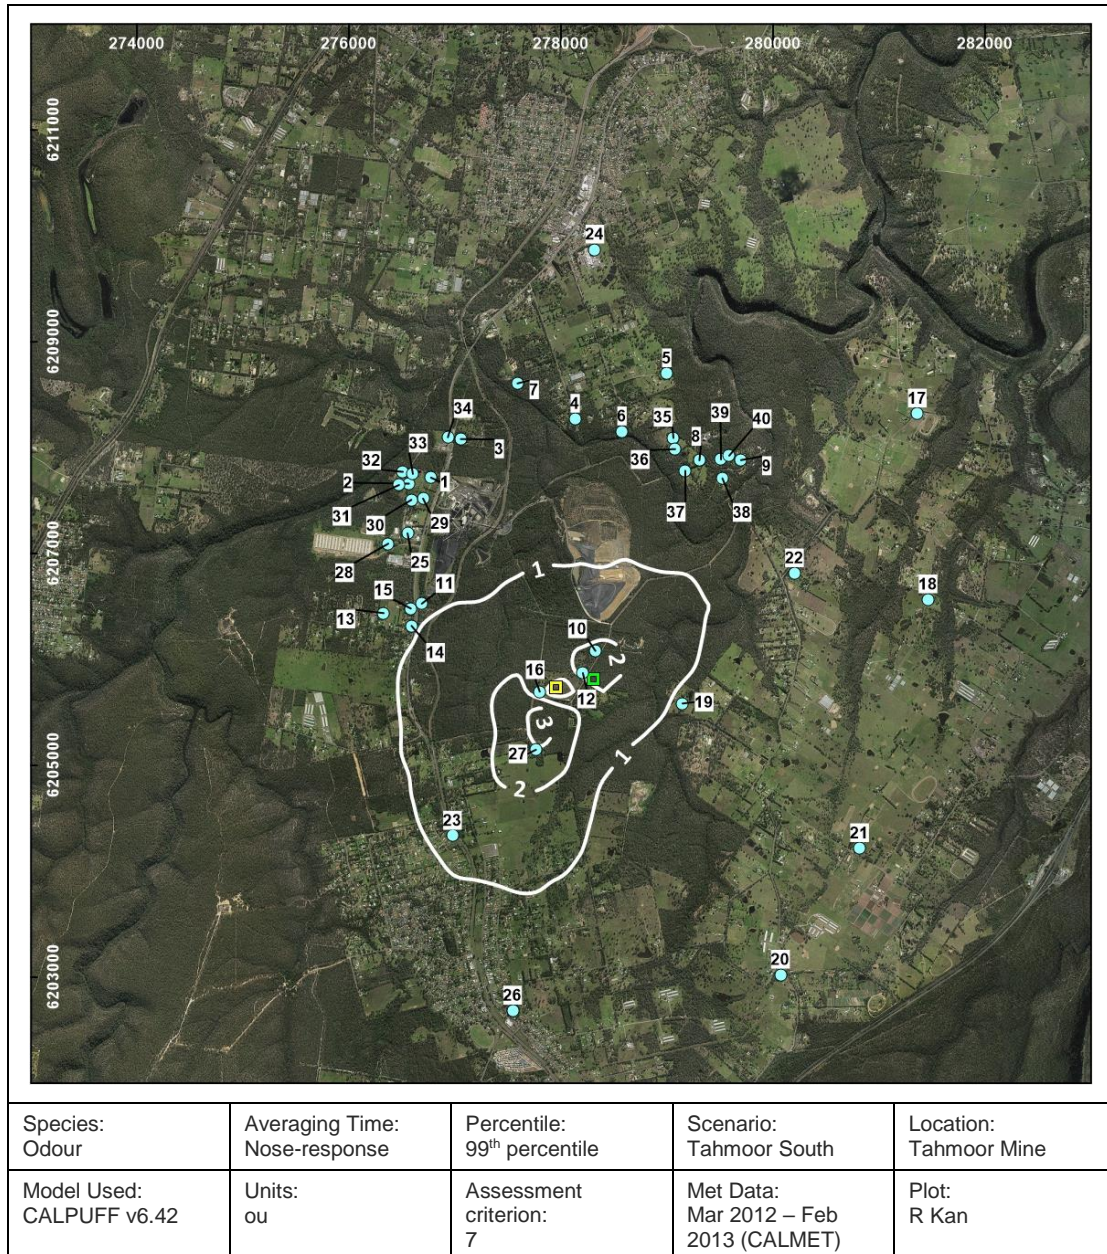 274000 276000 278000 280000 282000
6211000
24
6209000
5
7
17
4
6
34
35
8
39
40
3
36
9
33
32
2
1
31
37
38
30
29
6207000
25
28
22
1
18
15
11
13
14
10
2
16
12
19
3
27
1
6205000
2
23
21
20
6203000
26
Species:
Odour
Averaging Time:
Nose-response
Percentile:
99th percentile
Scenario:
Tahmoor South
Location:
Tahmoor Mine
Model Used:
CALPUFF v6.42
Units:
ou
Assessment
criterion:
7
Met Data:
Mar 2012 – Feb
2013 (CALMET)
Plot:
R Kan